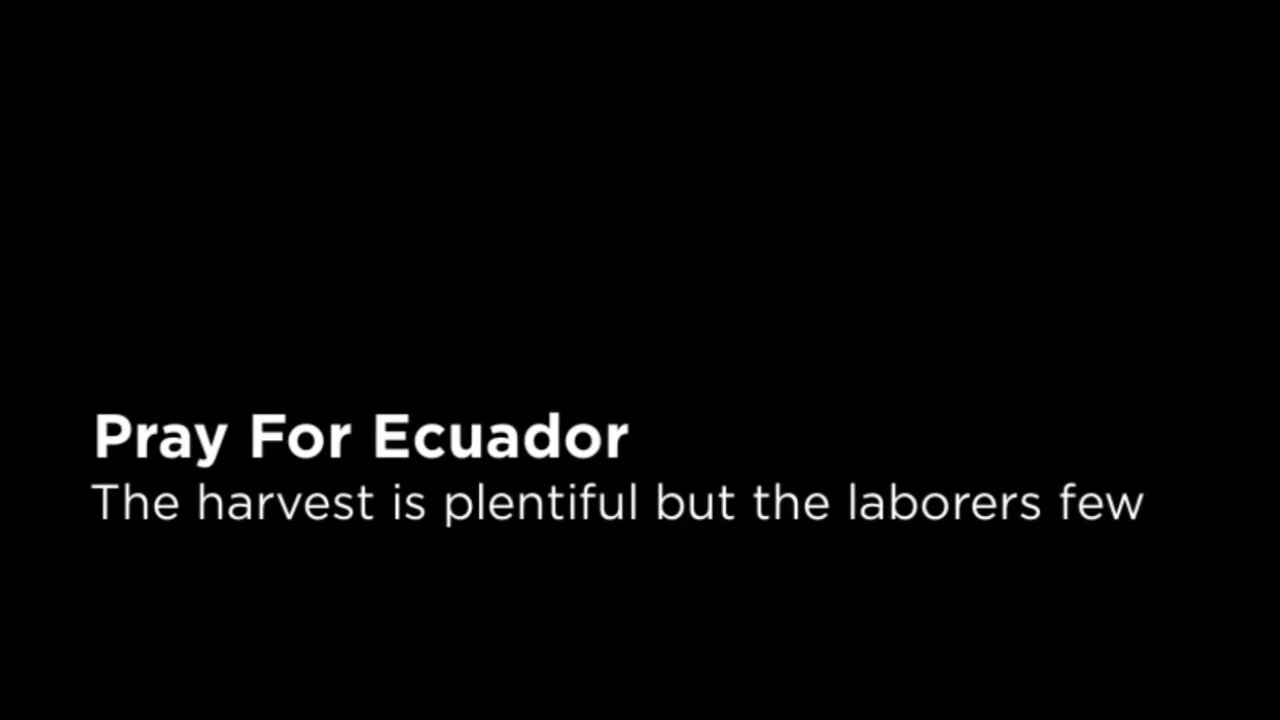 Pray For Ecuador
The harvest is plentiful but the laborers few